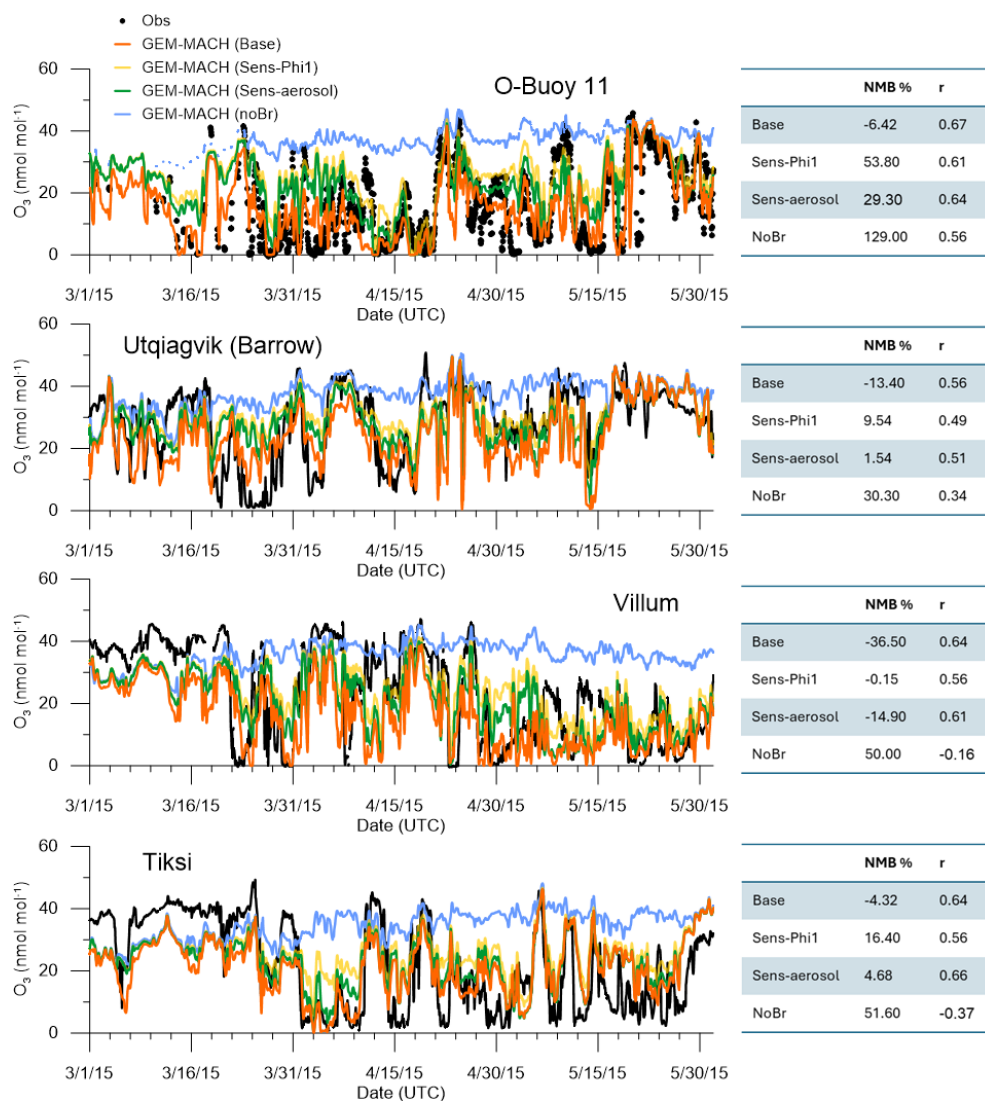 Obs
GEM-MACH (Base)
GEM-MACH (Sens-Phi1)
GEM-MACH (Sens-aerosol)
GEM-MACH (noBr)
O-Buoy 11
60
40
20
0
O₃ (nmol mol⁻¹)
3/1/15 3/16/15 3/31/15 4/15/15 4/30/15 5/15/15 5/30/15
Date (UTC)
NMB % r
Base -6.42 0.67
Sens-Phi1 53.80 0.61
Sens-aerosol 29.30 0.64
NoBr 129.00 0.56
Utqiagvik (Barrow)
60
40
20
0
O₃ (nmol mol⁻¹)
3/1/15 3/16/15 3/31/15 4/15/15 4/30/15 5/15/15 5/30/15
Date (UTC)
NMB % r
Base -13.40 0.56
Sens-Phi1 9.54 0.49
Sens-aerosol 1.54 0.51
NoBr 30.30 0.34
Villum
60
40
20
0
O₃ (nmol mol⁻¹)
3/1/15 3/16/15 3/31/15 4/15/15 4/30/15 5/15/15 5/30/15
Date (UTC)
NMB % r
Base -36.50 0.64
Sens-Phi1 -0.15 0.56
Sens-aerosol -14.90 0.61
NoBr 50.00 -0.16
Tiksi
60
40
20
0
O₃ (nmol mol⁻¹)
3/1/15 3/16/15 3/31/15 4/15/15 4/30/15 5/15/15 5/30/15
Date (UTC)
NMB % r
Base -4.32 0.64
Sens-Phi1 16.40 0.56
Sens-aerosol 4.68 0.66
NoBr 51.60 -0.37